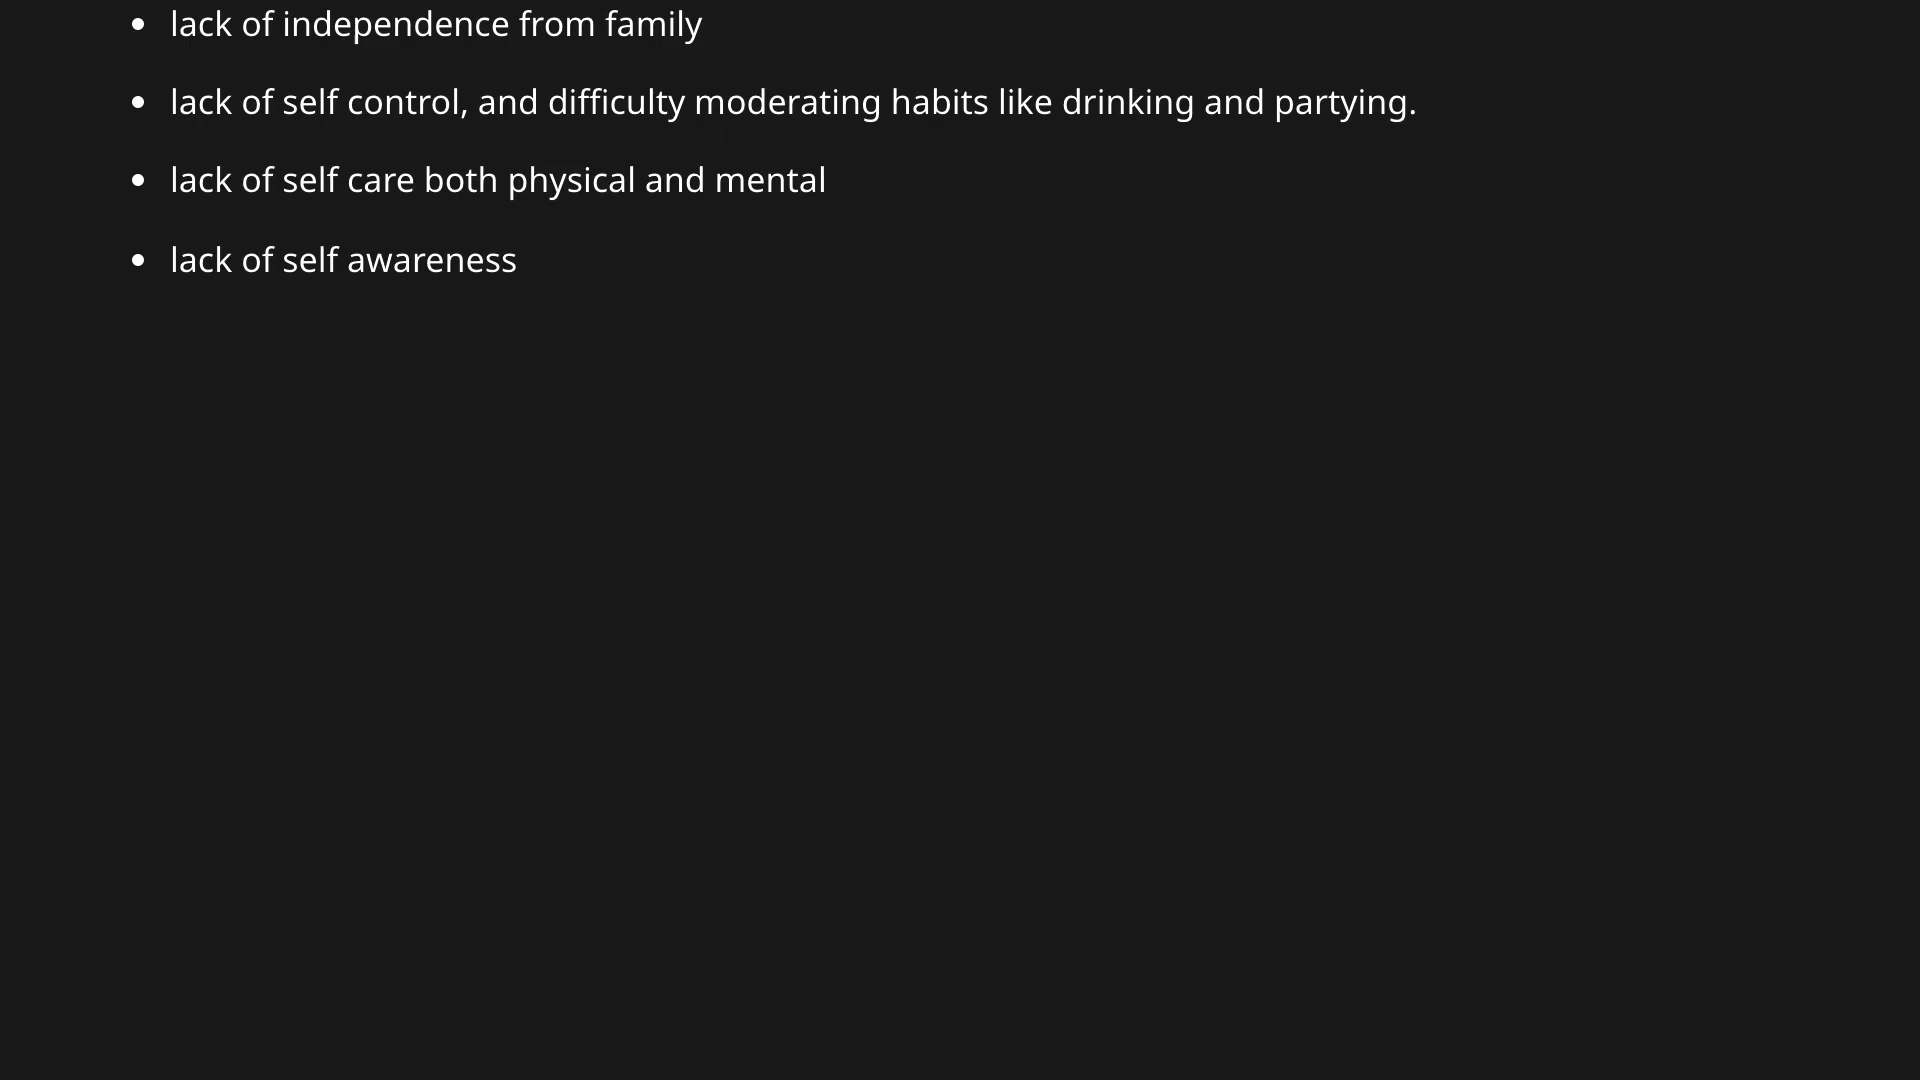 • lack of independence from family
• lack of self control, and difficulty moderating habits like drinking and partying.
• lack of self care both physical and mental
• lack of self awareness